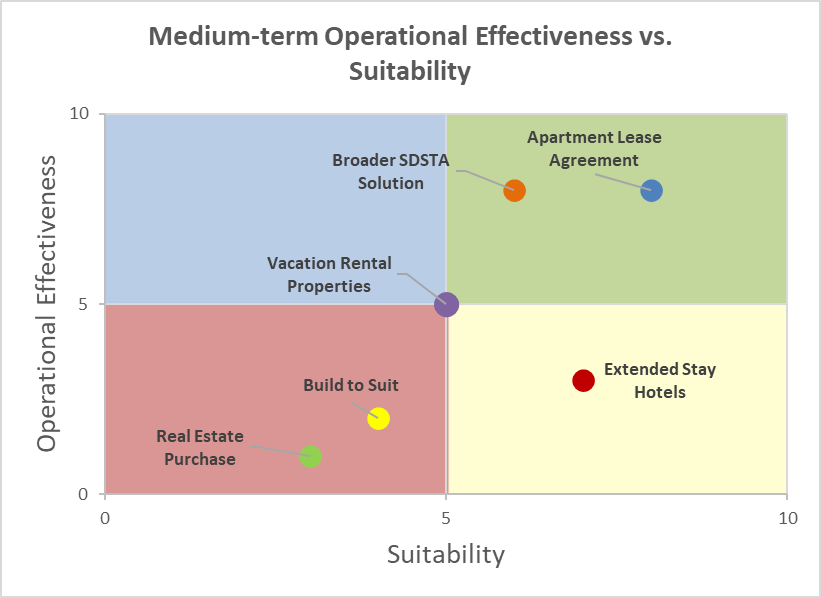 Medium-term Operational Effectiveness vs.
Suitability
10
Apartment Lease
Agreement
Broader SDSTA
Solution
Vacation Rental
Properties
Operational Effectiveness
5
Extended Stay
Hotels
Build to Suit
Real Estate
Purchase
0
0
5
10
Suitability